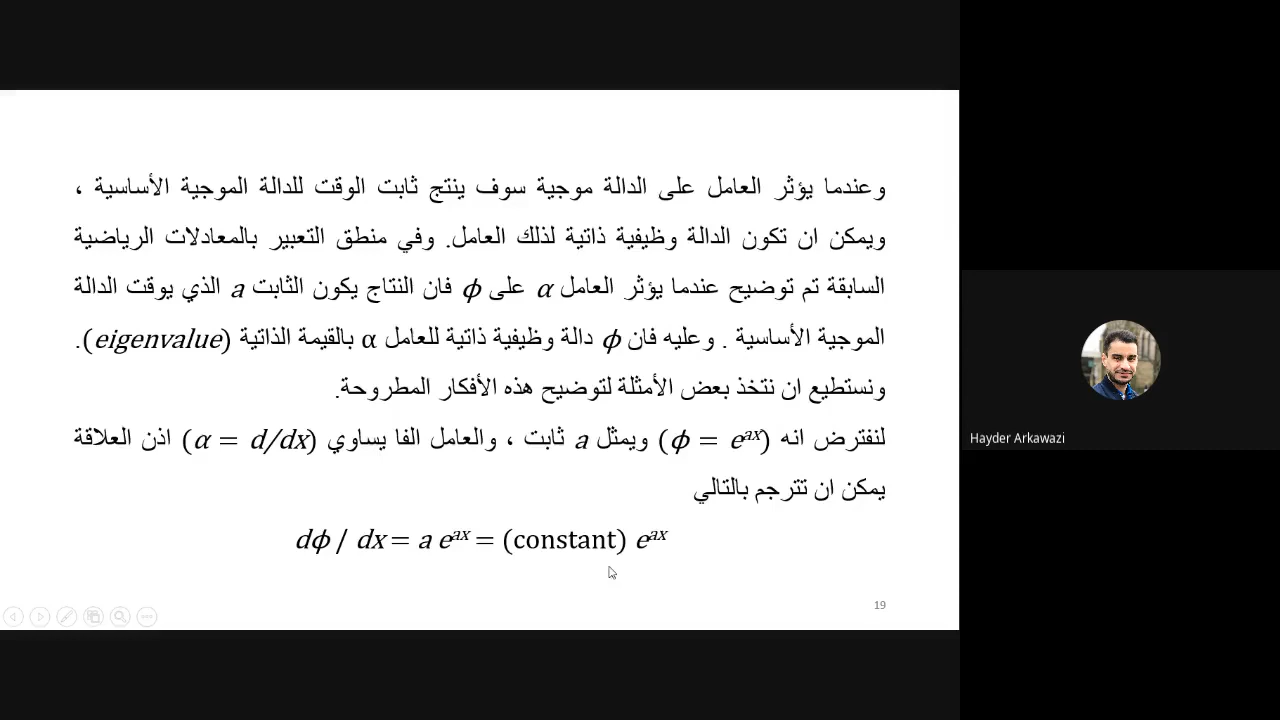 وعندما يؤثر العامل على الدالة موجية سوف ينتج ثابت الوقت للدالة الموجية الأساسية ،
ويمكن ان تكون الدالة وظيفية ذاتية لذلك العامل. وفي منطق التعبير بالمعادلات الرياضية
السابقة تم توضيح عندما يؤثر العامل α على ϕ فان النتاج يكون الثابت a الذي يوقت الدالة
الموجية الأساسية . وعليه فان ϕ دالة وظيفية ذاتية للعامل α بالقيمة الذاتية (eigenvalue).
ونستطيع ان نتخذ بعض الأمثلة لتوضيح هذه الأفكار المطروحة.
لنفترض انه (ϕ = eᵃˣ) ويمثل a ثابت ، والعامل الفا يساوي (α = d/dx) اذن العلاقة
يمكن ان تترجم بالتالي
dϕ / dx = a eᵃˣ = (constant) eᵃˣ
19
Hayder Arkawazi